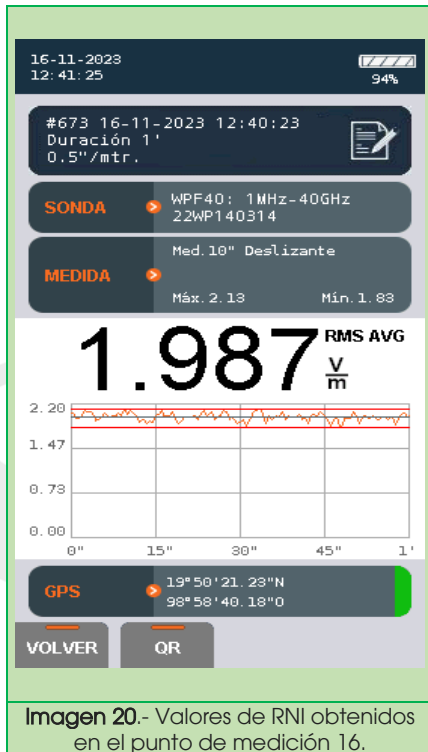 16-11-2023
12:41:25
94%
#673 16-11-2023 12:40:23
Duración 1'
0.5"/mtr.
SONDA
WPF40: 1MHz-40GHz
22WP140314
MEDIDA
Med.10" Deslizante
Máx.2.13 Mín.1.83
1.987 RMS AVG
V
m
2.20
1.47
0.73
0.00
0" 15" 30" 45" 1'
GPS
19°50'21.23"N
98°58'40.18"O
VOLVER QR
Imagen 20.- Valores de RNI obtenidos
en el punto de medición 16.